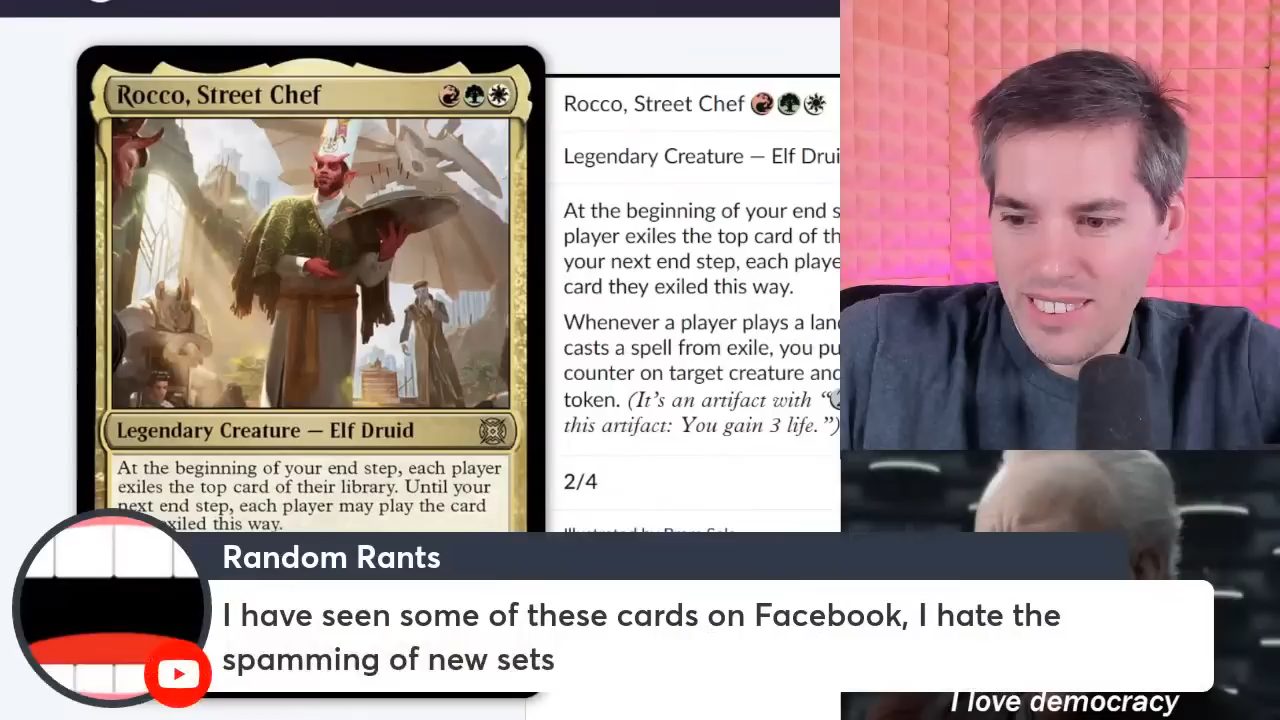 Rocco, Street Chef
Legendary Creature — Elf Druid
At the beginning of your end step, each player
exiles the top card of their library. Until your
next end step, each player may play the card
exiled this way.
Rocco, Street Chef
Legendary Creature — Elf Drui
At the beginning of your end s
player exiles the top card of th
your next end step, each playe
card they exiled this way.
Whenever a player plays a lan
casts a spell from exile, you pu
counter on target creature and
token. (It's an artifact with “
this artifact: You gain 3 life.”)
2/4
Illustrated by
Random Rants
I have seen some of these cards on Facebook, I hate the
spamming of new sets
I love democracy